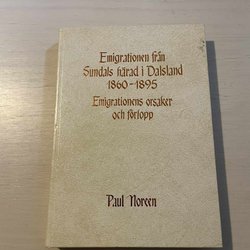 Emigrationen från
Sundals härad i Dalsland
1860-1895
Emigrationens orsaker
och förlopp
Paul Noreen